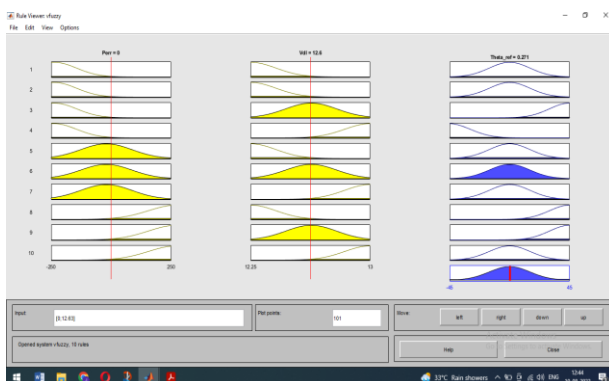 Rule Viewer: vfuzzy
File Edit View Options
Perr = 0
Vdi = 12.6
Theta_ref = 0.271
1
2
3
4
5
6
7
8
9
10
-250
250
12.25
13
-45
45
Input:
[0;12.63]
Plot points:
101
Move:
left
right
down
up
Opened system vfuzzy, 10 rules
Help
Close
33°C Rain showers
ENG
12:44